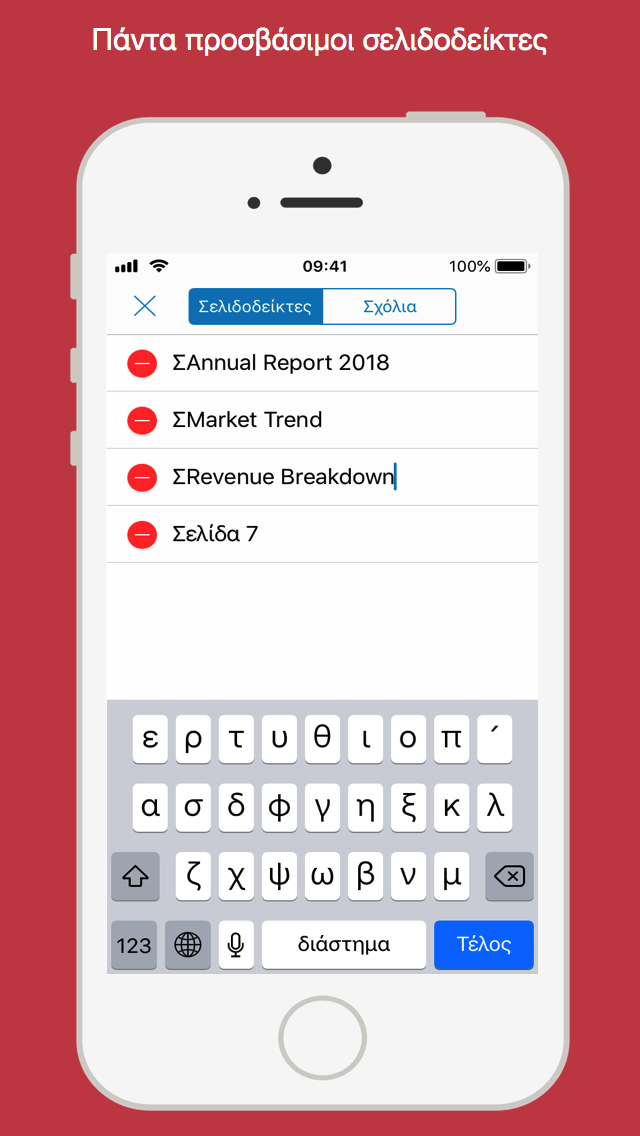 Πάντα προσβάσιμοι σελιδοδείκτες
09:41 100%
Σελιδοδείκτες Σχόλια
ΣAnnual Report 2018
ΣMarket Trend
ΣRevenue Breakdown
Σελίδα 7
ε ρ τ υ θ ι ο π ´
α σ δ φ γ η ξ κ λ
ζ χ ψ ω β ν μ
123 διάστημα Τέλος